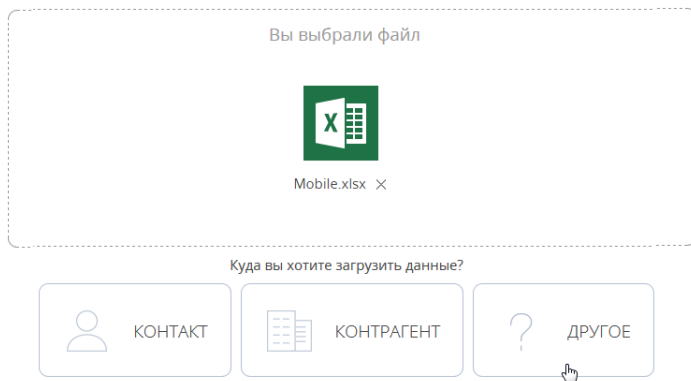 Вы выбрали файл
X
Mobile.xlsx ×
Куда вы хотите загрузить данные?
КОНТАКТ
КОНТРАГЕНТ
?
ДРУГОЕ